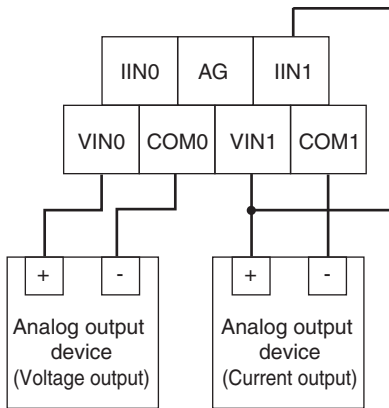 IIN0 AG IIN1
VIN0 COM0 VIN1 COM1
+ - + -
Analog output
device
(Voltage output)
Analog output
device
(Current output)